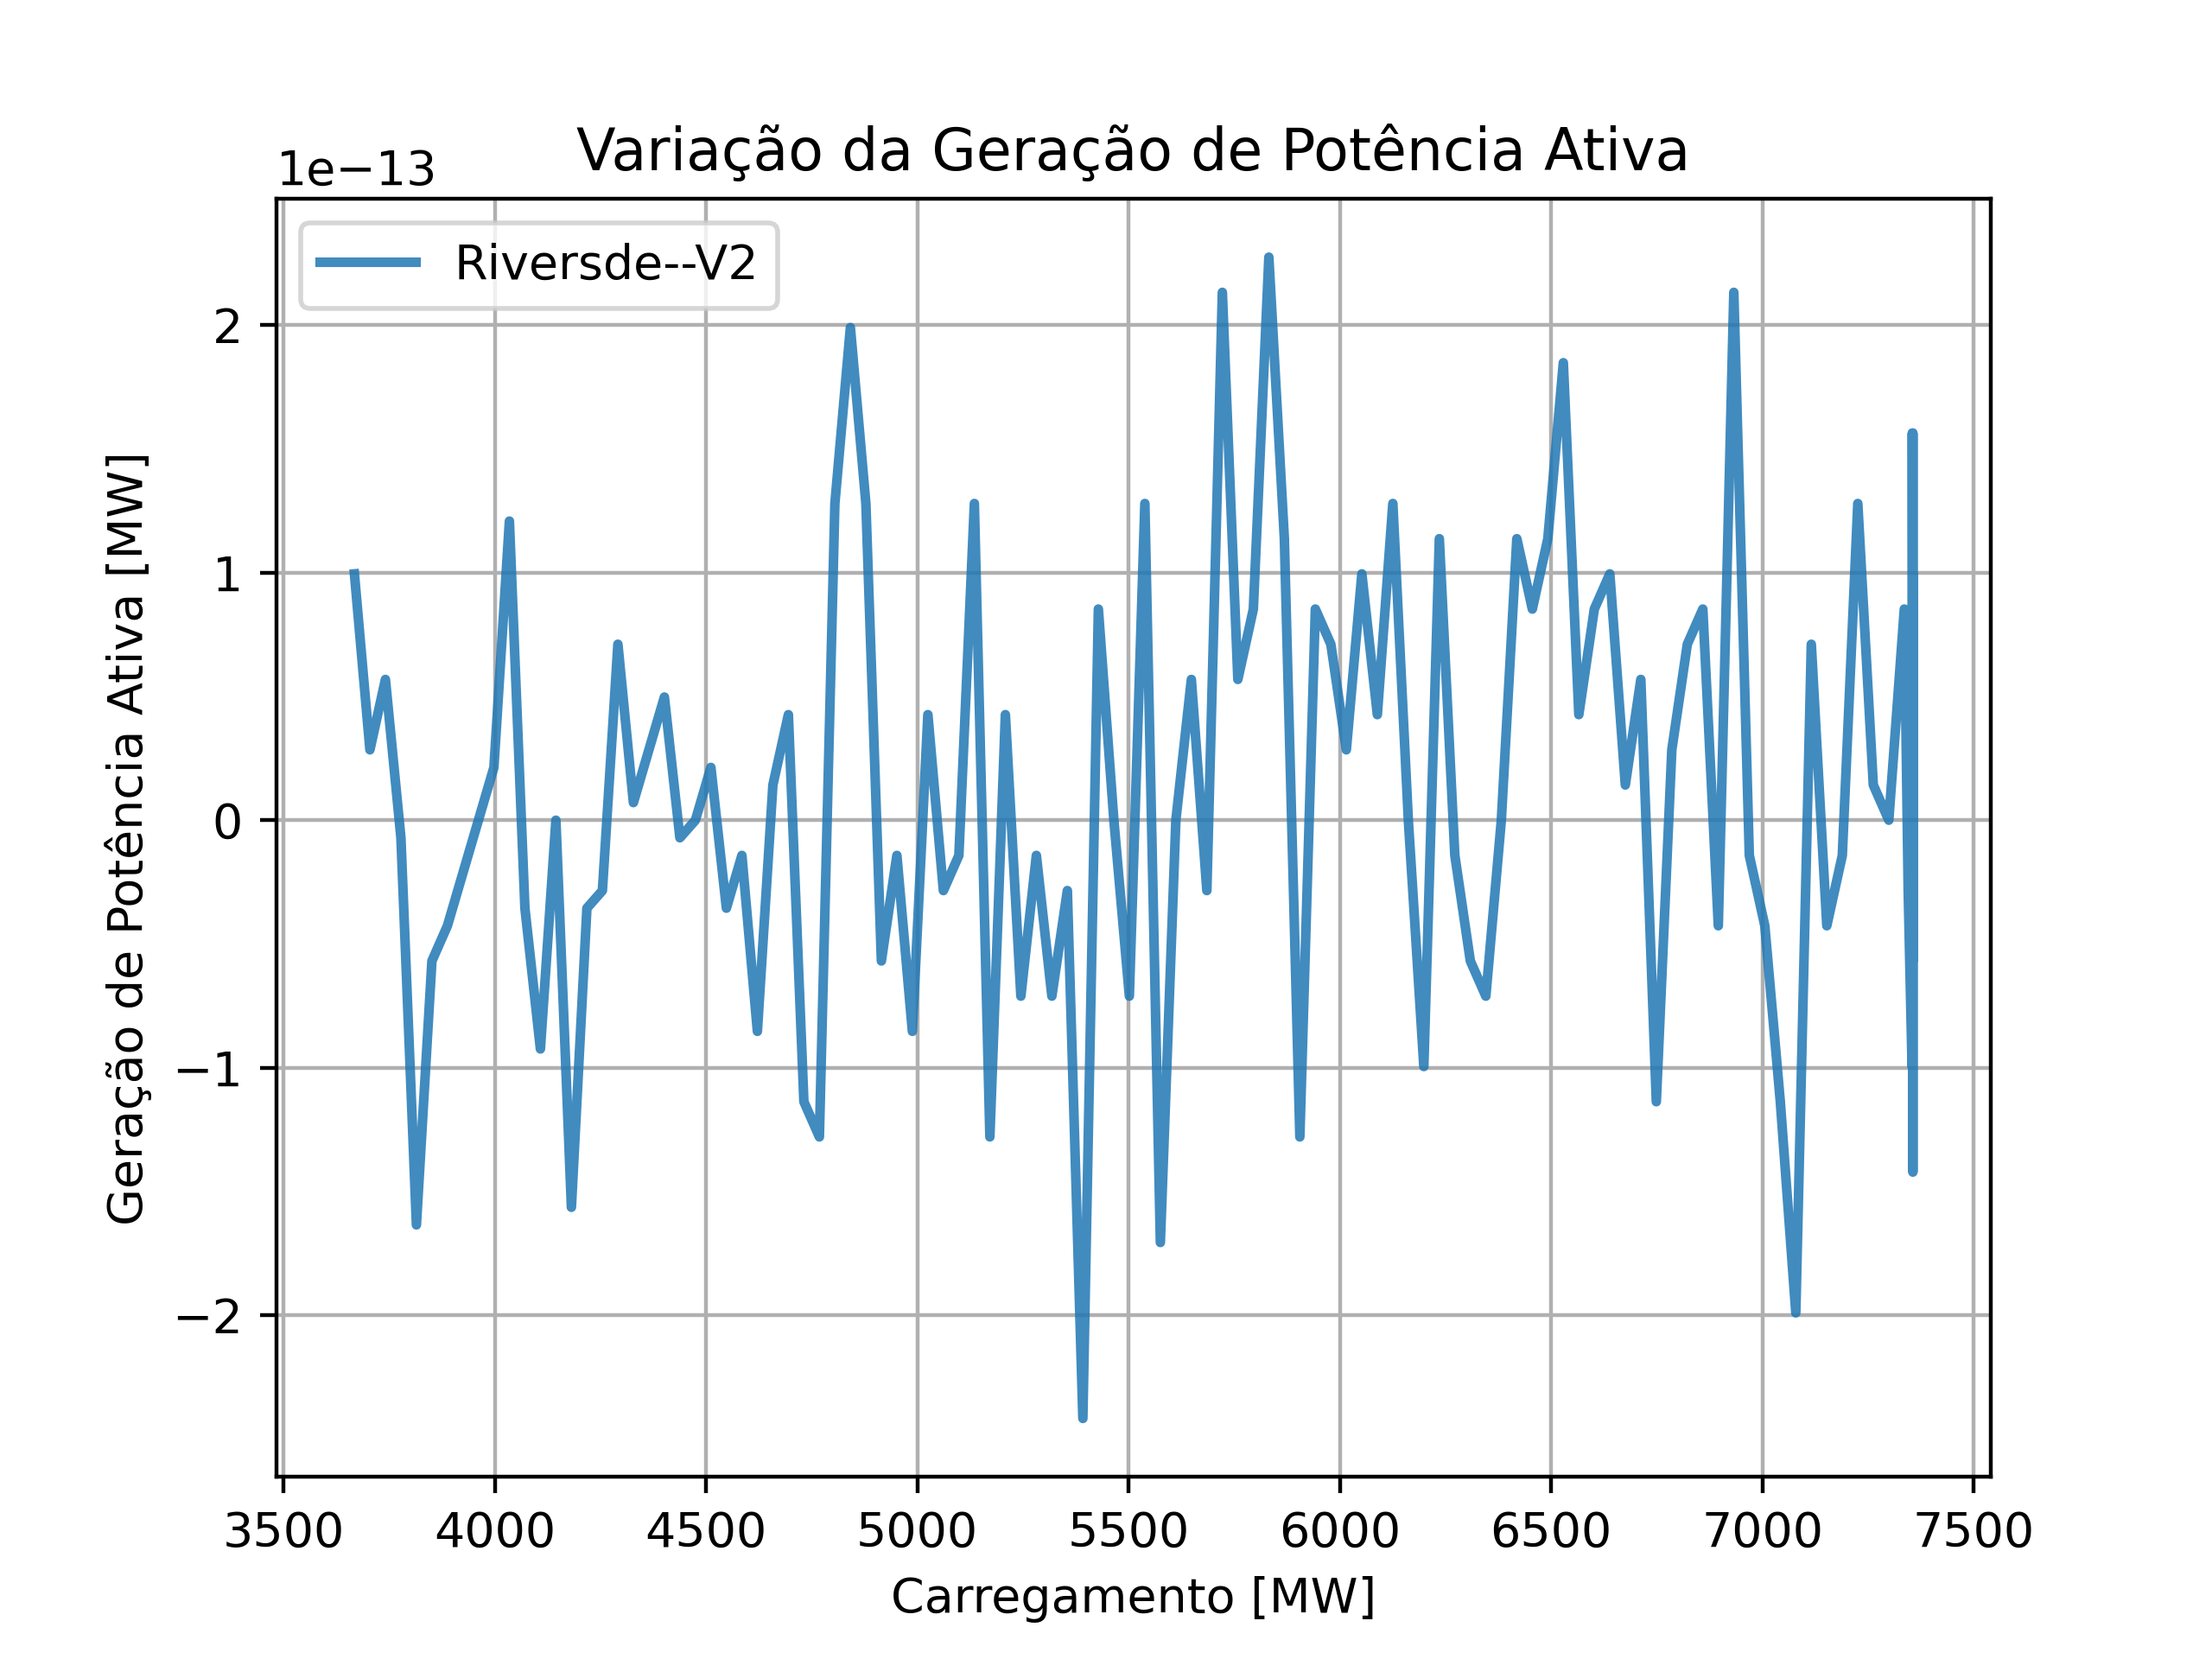 Variação da Geração de Potência Ativa
1e−13
Riversde--V2
Geração de Potência Ativa [MW]
2
1
0
−1
−2
3500 4000 4500 5000 5500 6000 6500 7000 7500
Carregamento [MW]